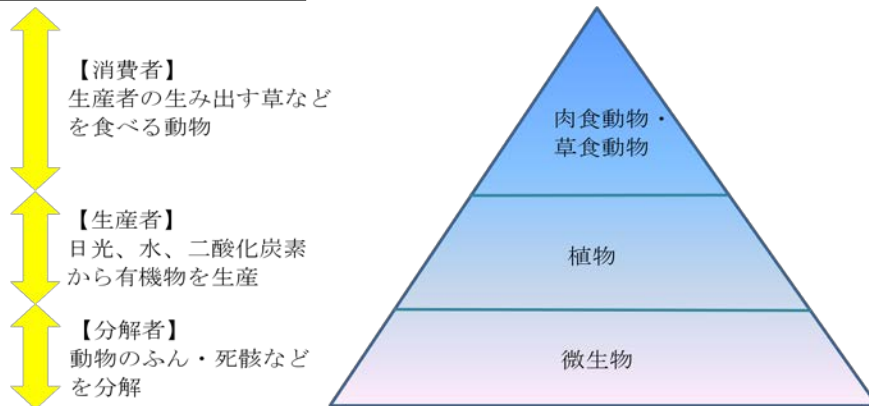 【消費者】
生産者の生み出す草など
を食べる動物
【生産者】
日光、水、二酸化炭素
から有機物を生産
【分解者】
動物のふん・死骸など
を分解
肉食動物・
草食動物
植物
微生物